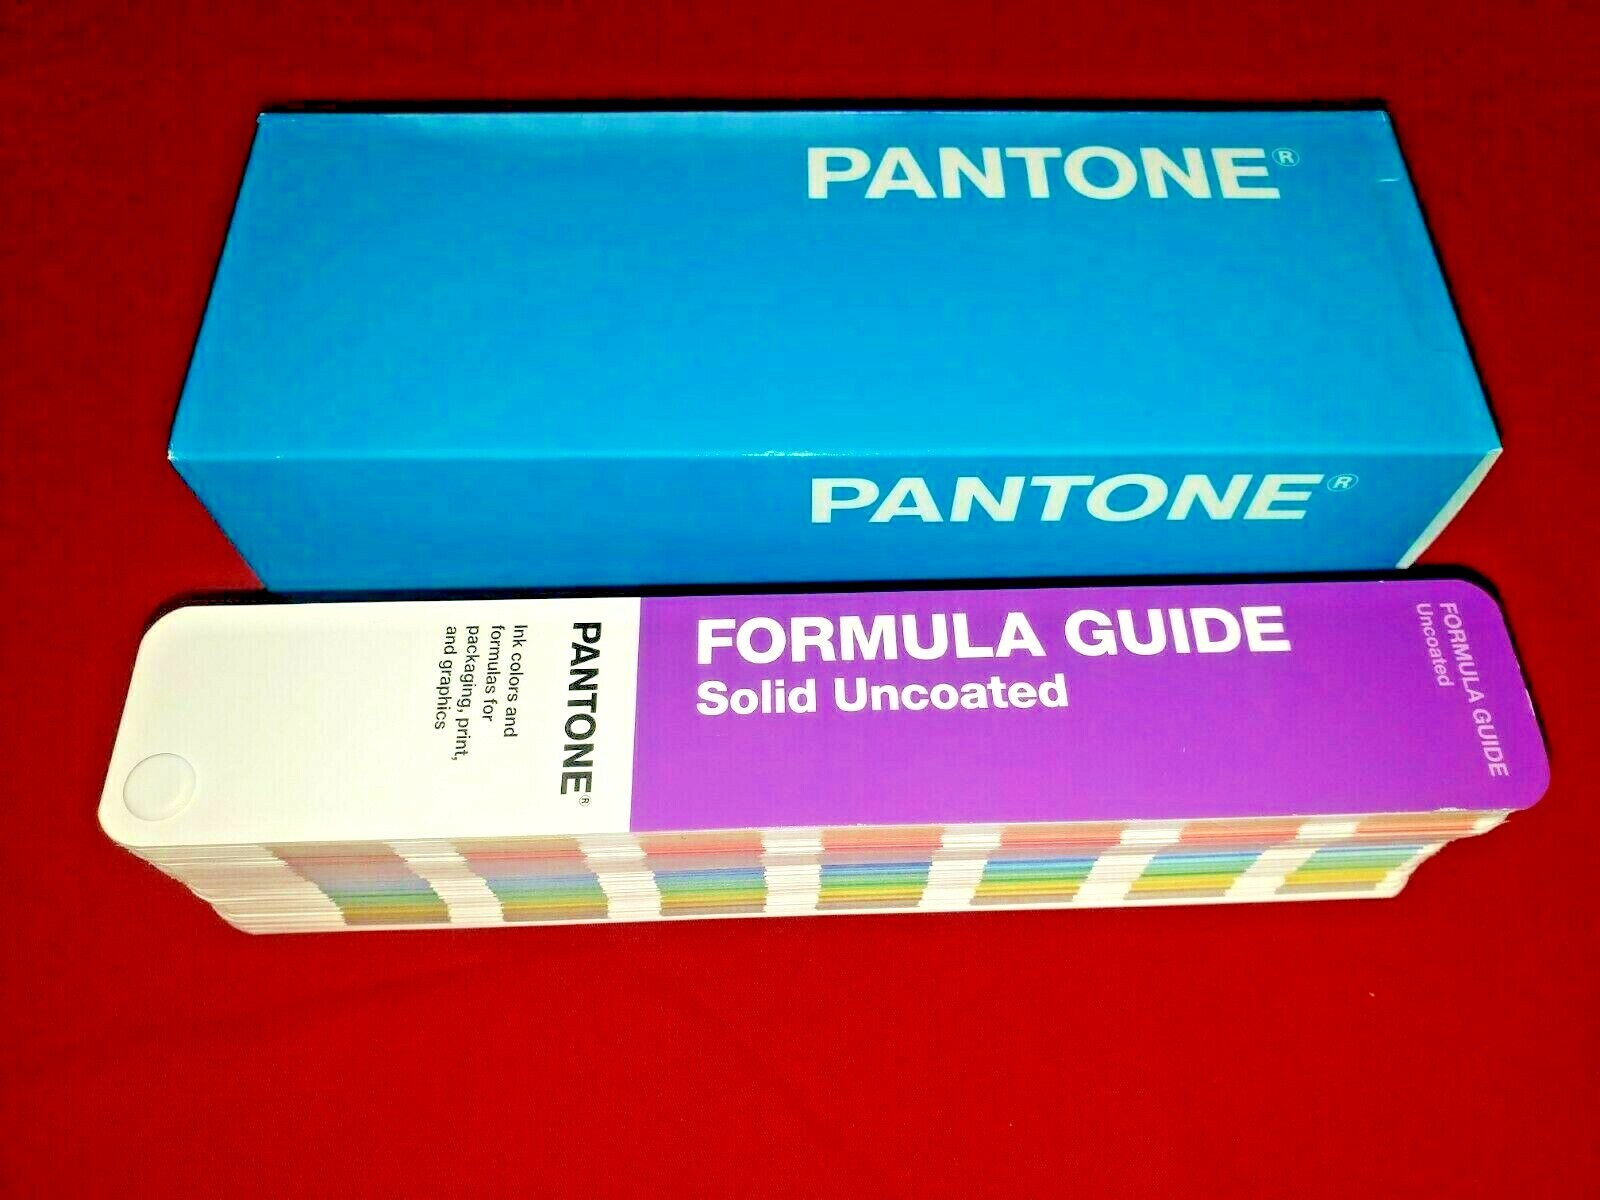 PANTONE®
PANTONE®
FORMULA GUIDE
Solid Uncoated
FORMULA GUIDE
Uncoated
PANTONE®
Ink colors and
formulas for
packaging, print,
and graphics